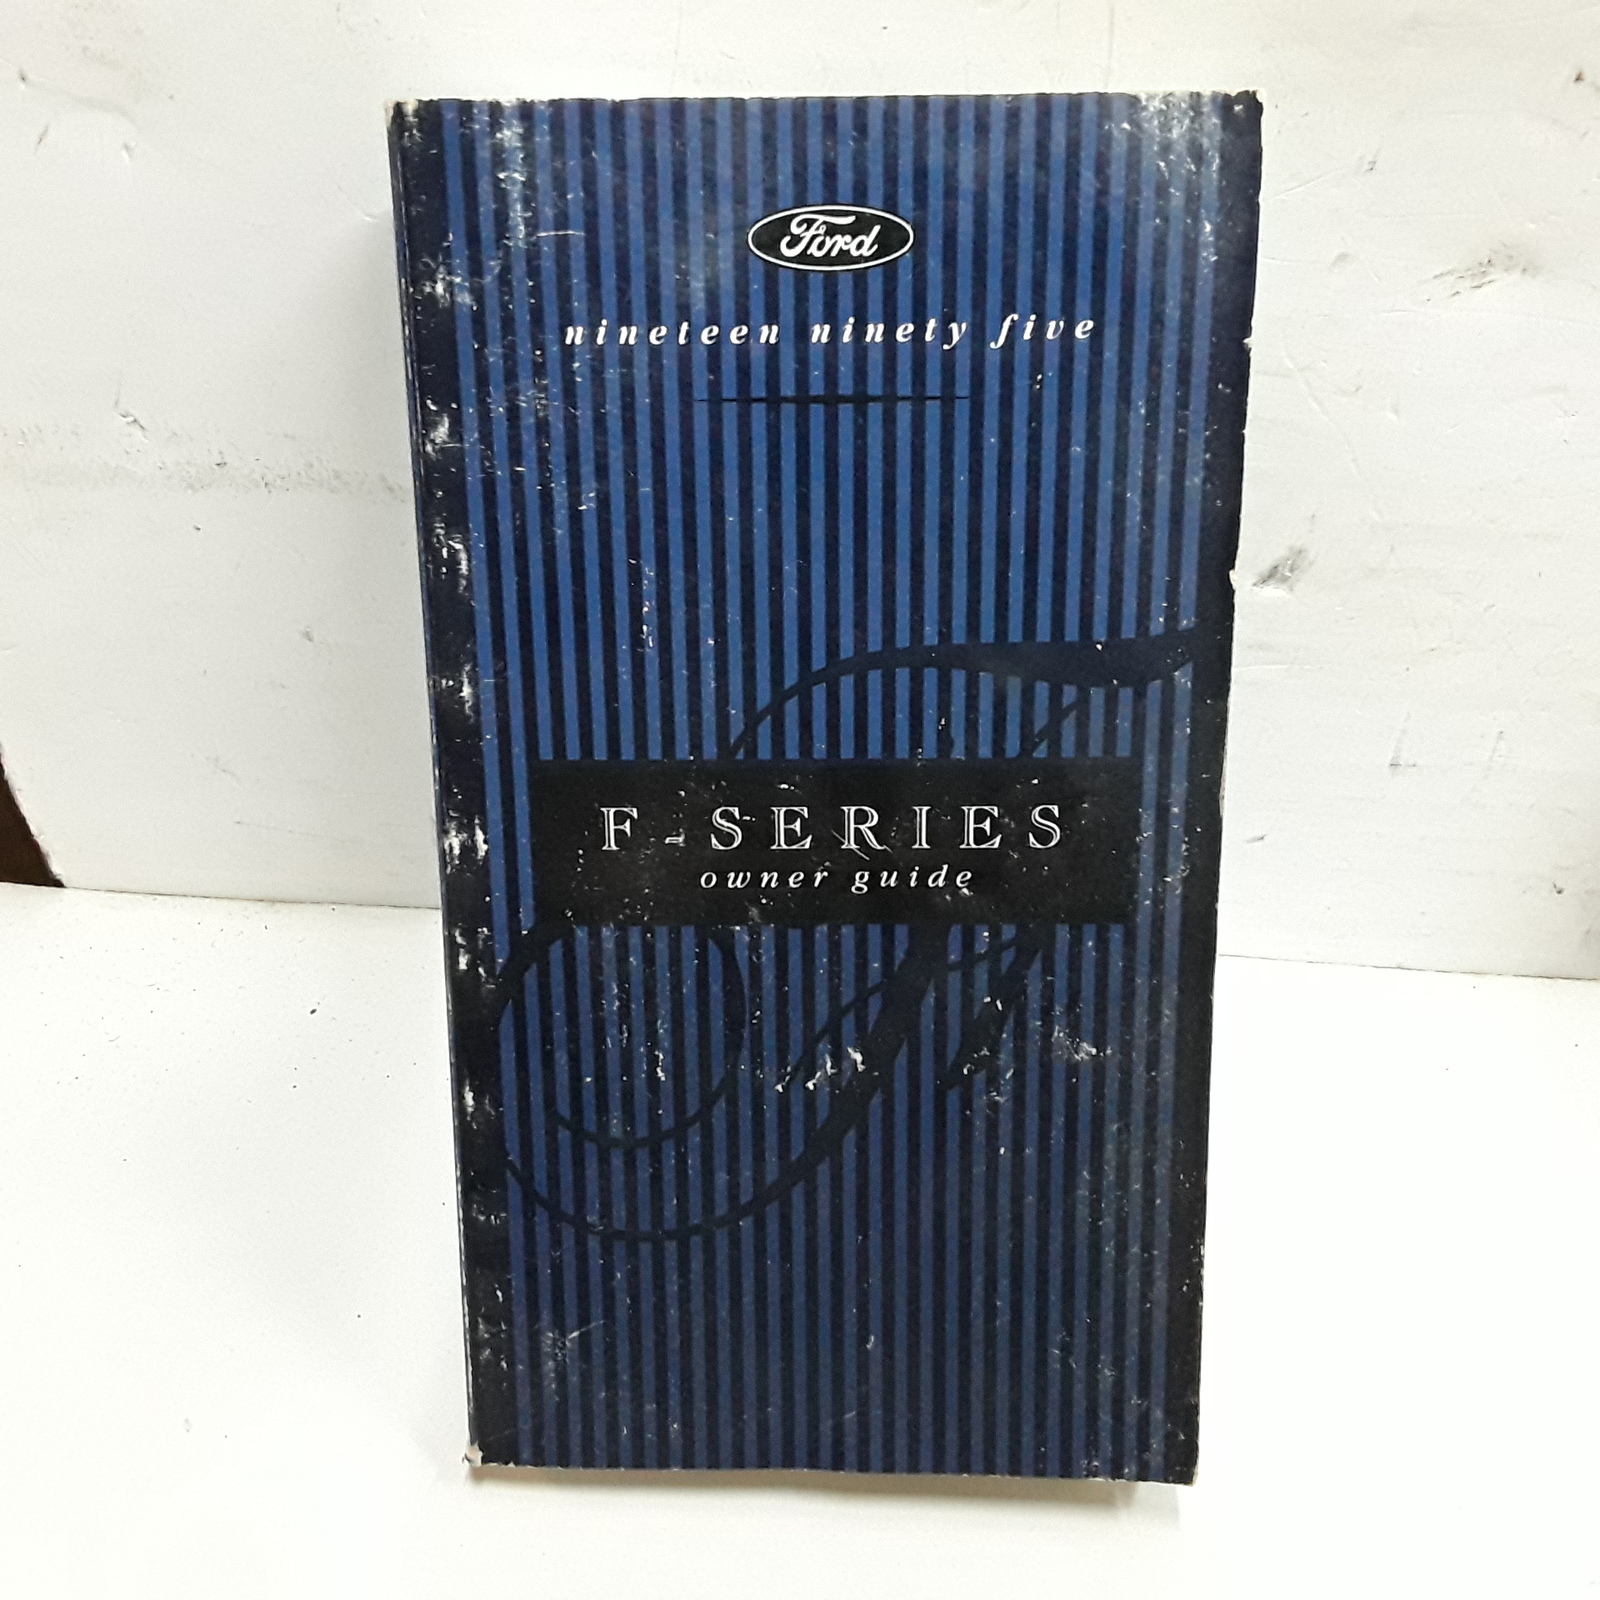 Ford
nineteen ninety five
F-SERIES
owner guide